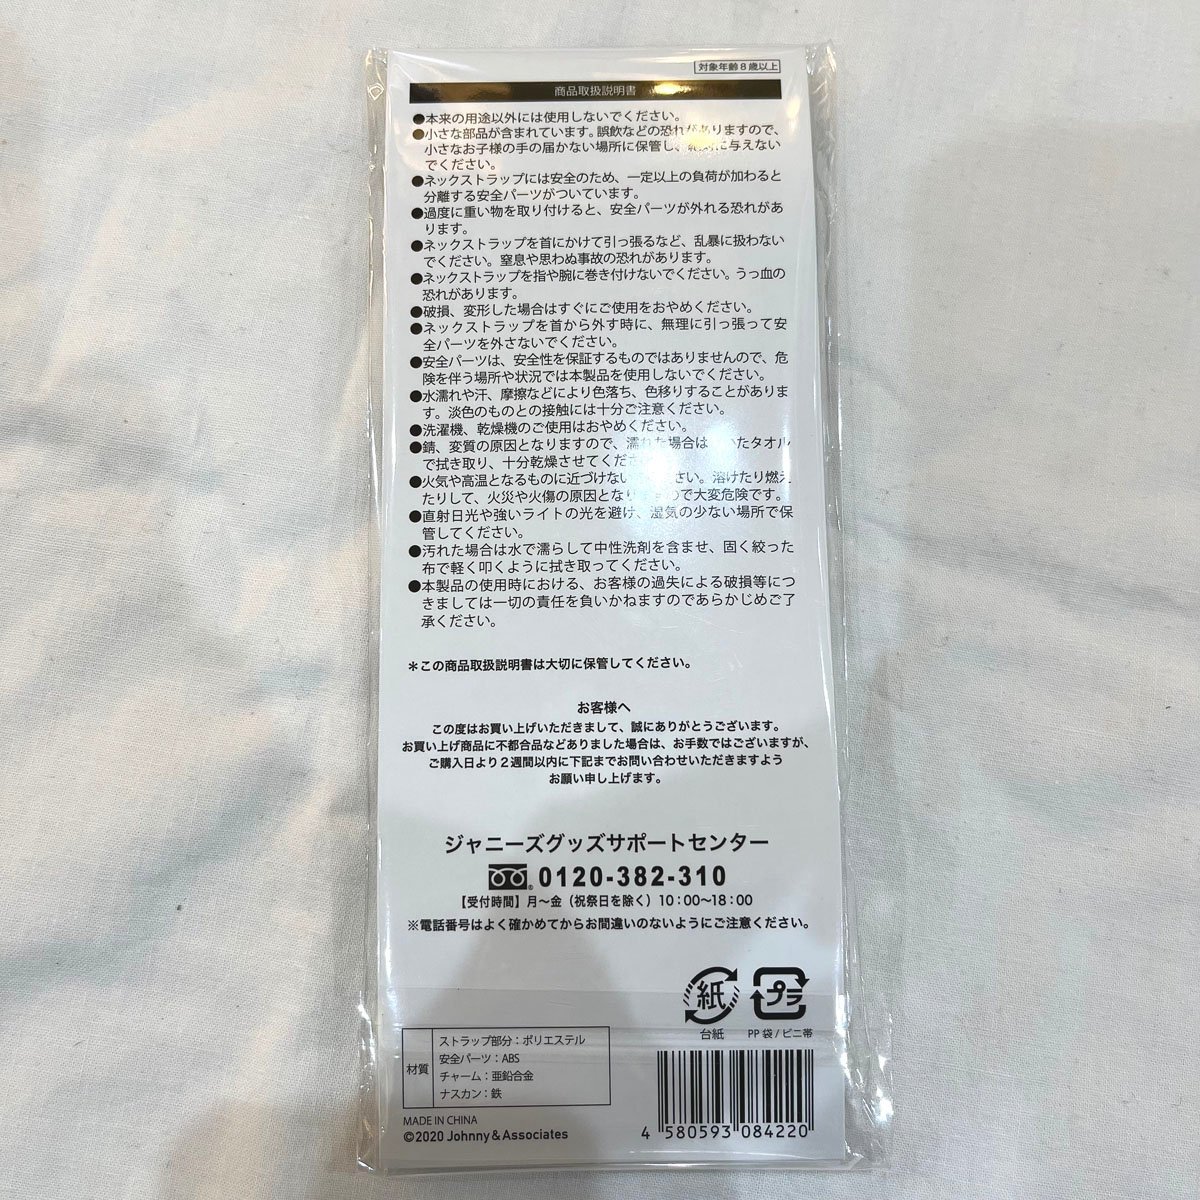 対象年齢8歳以上
商品取扱説明書
●本来の用途以外には使用しないでください。
●小さな部品が含まれています。誤飲などの恐れがありますので、
小さなお子様の手の届かない場所に保管し、 に与えない
でください。
●ネックストラップには安全のため、一定以上の負荷が加わると
分離する安全パーツがついています。
●過度に重い物を取り付けると、安全パーツが外れる恐れがあ
ります。
●ネックストラップを首にかけて引っ張るなど、乱暴に扱わない
でください。窒息や思わぬ事故の恐れがあります。
●ネックストラップを指や腕に巻き付けないでください。うっ血の
恐れがあります。
●破損、変形した場合はすぐにご使用をおやめください。
●ネックストラップを首から外す時に、無理に引っ張って安
全パーツを外さないでください。
●安全パーツは、安全性を保証するものではありませんので、危
険を伴う場所や状況では本製品を使用しないでください。
●水濡れや汗、摩擦などにより色落ち、色移りすることがありま
す。淡色のものとの接触には十分ご注意ください。
●洗濯機、乾燥機のご使用はおやめください。
●錆、変質の原因となりますので、濡れた場合は いたタオル
で拭き取り、十分乾燥させてくだ
●火気や高温となるものに近づけない さい。溶けたり燃え
たりして、火災や火傷の原因となりますので大変危険です。
●直射日光や強いライトの光を避け、湿気の少ない場所で保
管してください。
●汚れた場合は水で濡らして中性洗剤を含ませ、固く絞った
布で軽く叩くように拭き取ってください。
●本製品の使用時における、お客様の過失による破損等につ
きましては一切の責任を負いかねますのであらかじめご了
承ください。
＊この商品取扱説明書は大切に保管してください。
お客様へ
この度はお買い上げいただきまして、誠にありがとうございます。
お買い上げ商品に不都合品などありました場合は、お手数ではございますが、
ご購入日より2週間以内に下記までお問い合わせいただきますよう
お願い申し上げます。
ジャニーズグッズサポートセンター
0120-382-310
【受付時間】月～金（祝祭日を除く）10：00～18：00
※電話番号はよく確かめてからお間違いのないようにご注意ください。
紙 プラ
台紙 PP袋/ビニ帯
材質
ストラップ部分：ポリエステル
安全パーツ：ABS
チャーム：亜鉛合金
ナスカン：鉄
MADE IN CHINA
©2020 Johnny & Associates
4 580593 084220